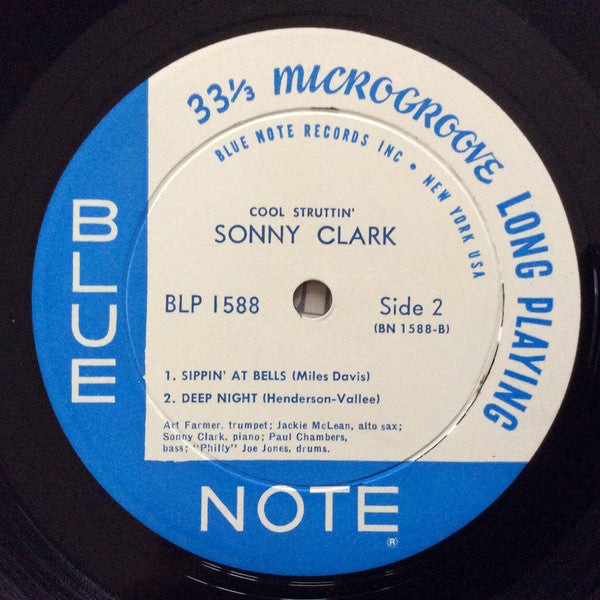 33⅓ MICROGROOVE LONG PLAYING
BLUE NOTE RECORDS INC • NEW YORK USA
COOL STRUTTIN'
SONNY CLARK
BLP 1588
Side 2
(BN 1588-B)
1. SIPPIN' AT BELLS (Miles Davis)
2. DEEP NIGHT (Henderson-Vallee)
Art Farmer, trumpet; Jackie McLean, alto sax;
Sonny Clark, piano; Paul Chambers,
bass; "Philly" Joe Jones, drums.
BLUE
NOTE
®